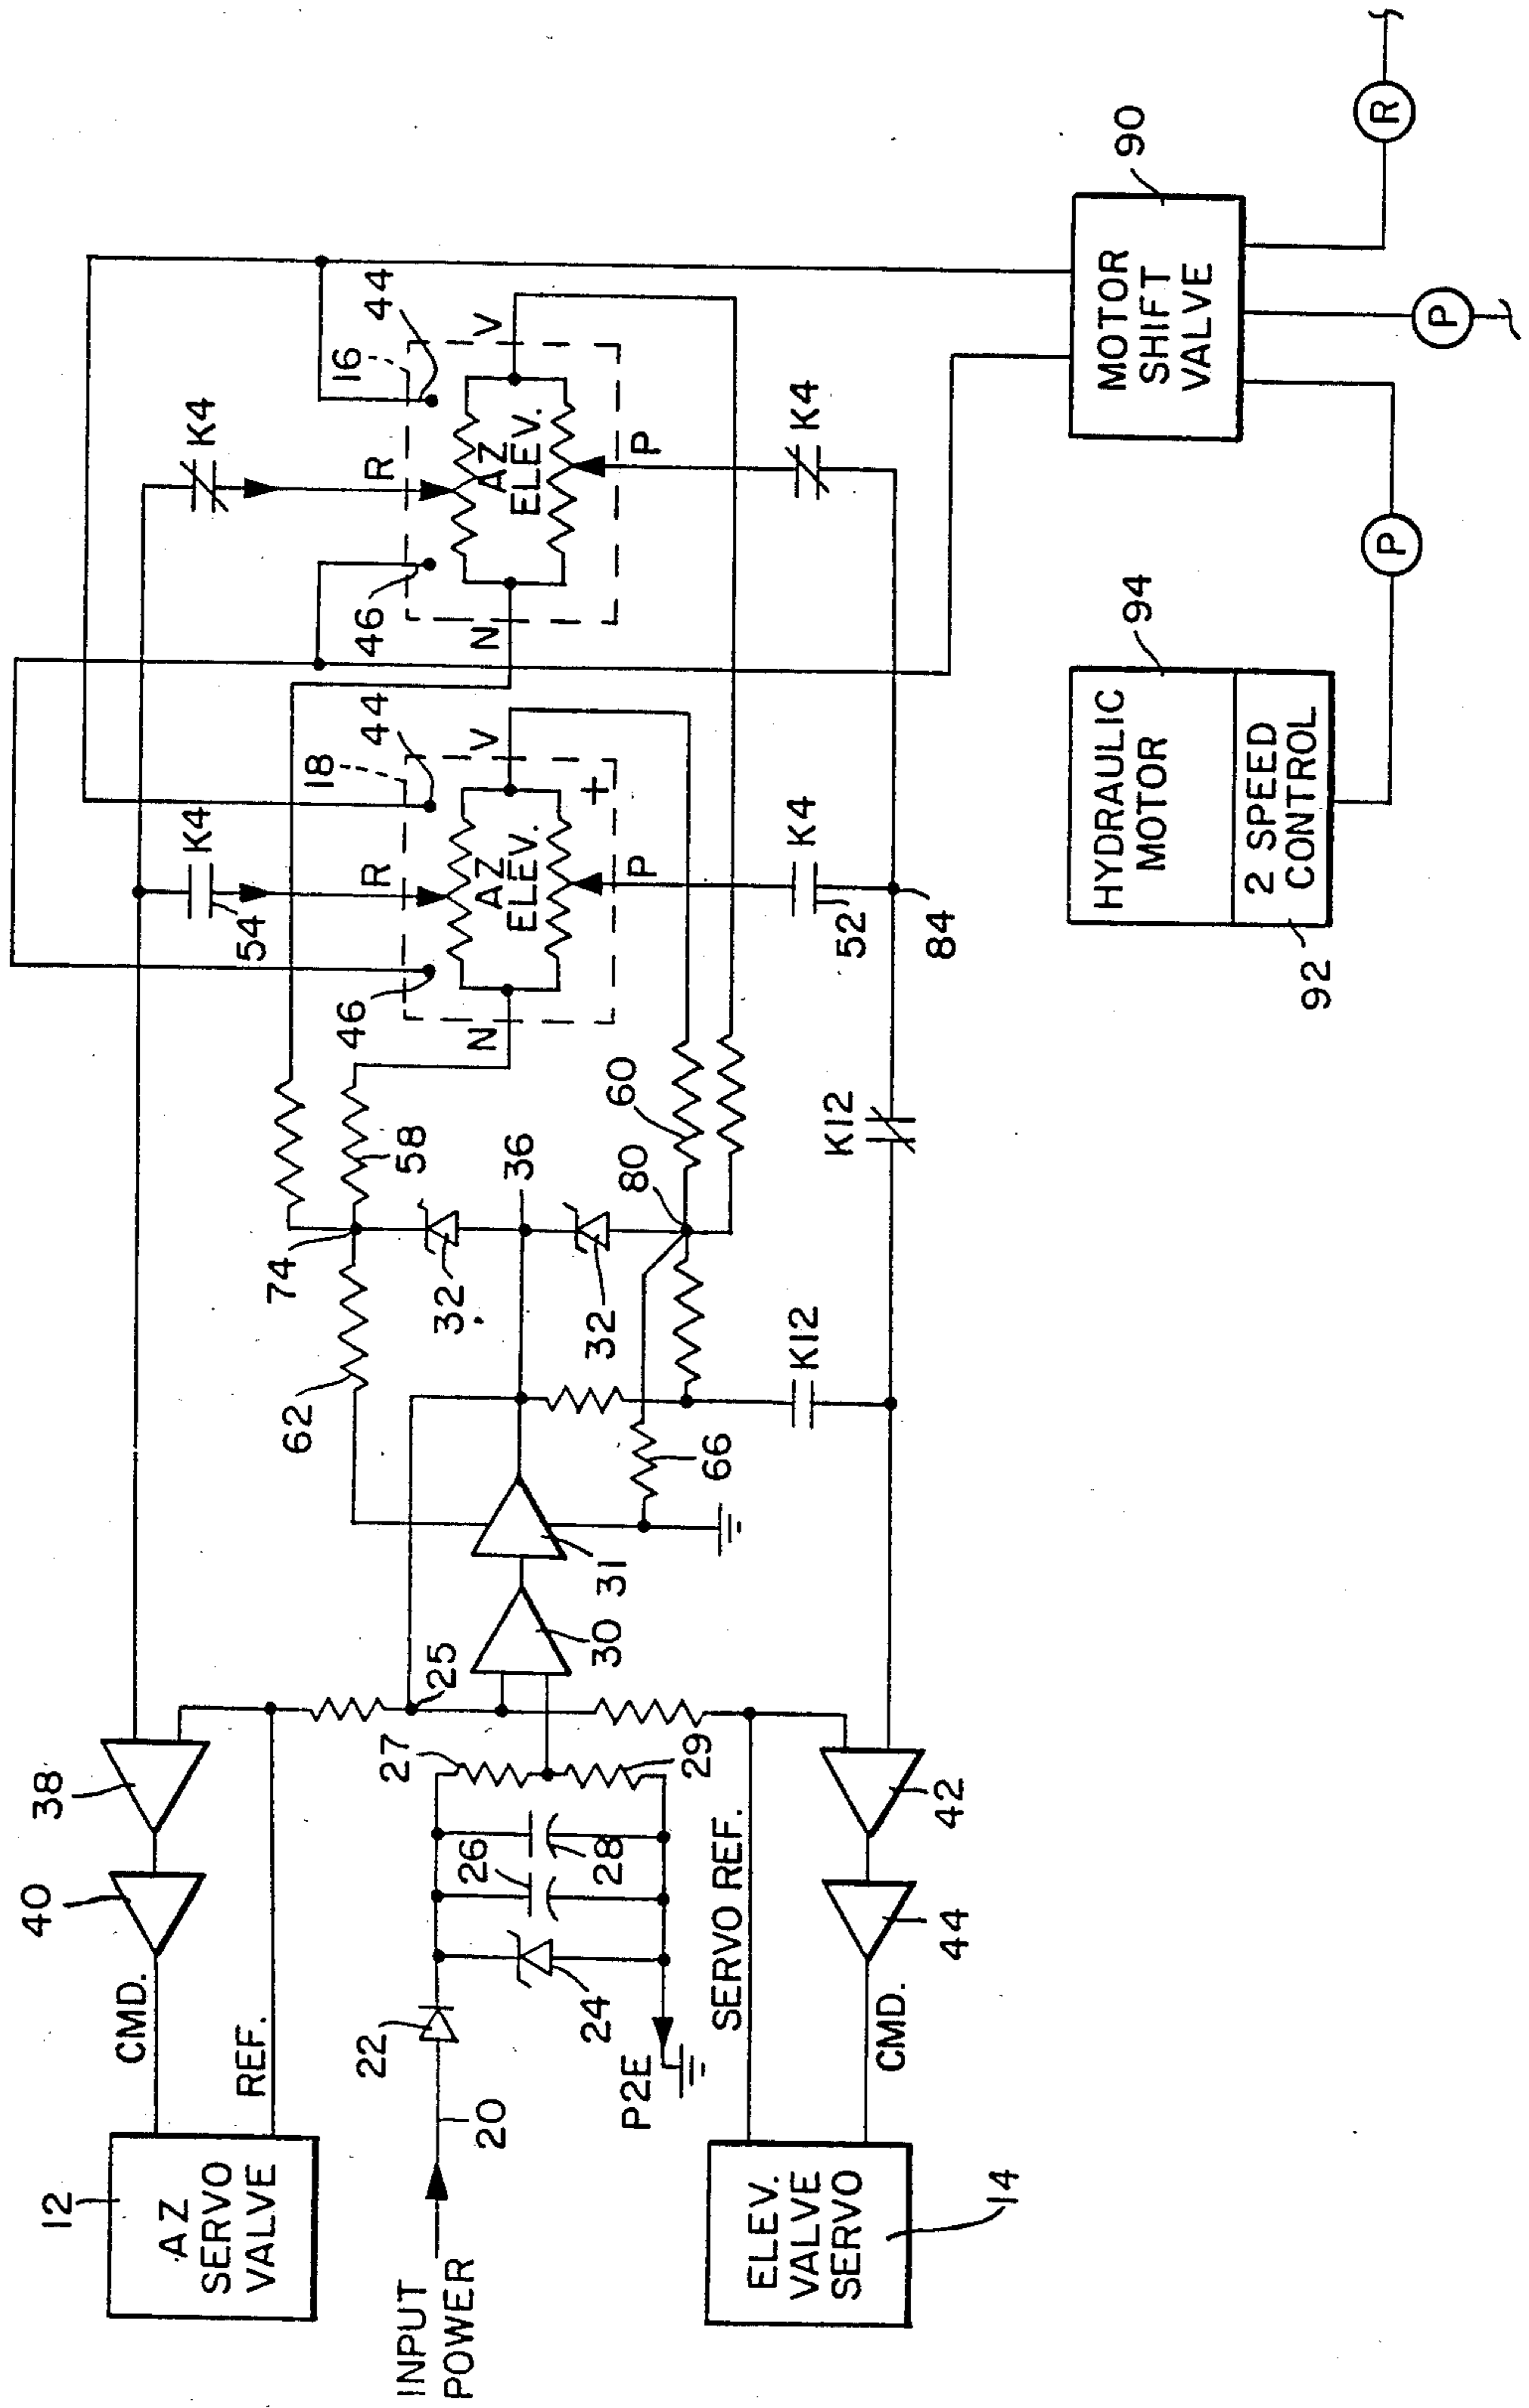 12
AZ
SERVO
VALVE
CMD.
REF.
40
38
INPUT
POWER
20
22
24
26
28
27
29
25
P2E
SERVO REF.
ELEV.
VALVE
SERVO
14
CMD.
44
42
30
31
62
66
74
58
32
36
32
80
60
K12
K12
54
K4
R
46
18
44
AZ
ELEV.
N
V
+
P
52
K4
84
K4
R
46
16
44
AZ
ELEV.
N
V
P
K4
HYDRAULIC
MOTOR
94
2 SPEED
CONTROL
92
MOTOR
SHIFT
VALVE
90
P
P
R